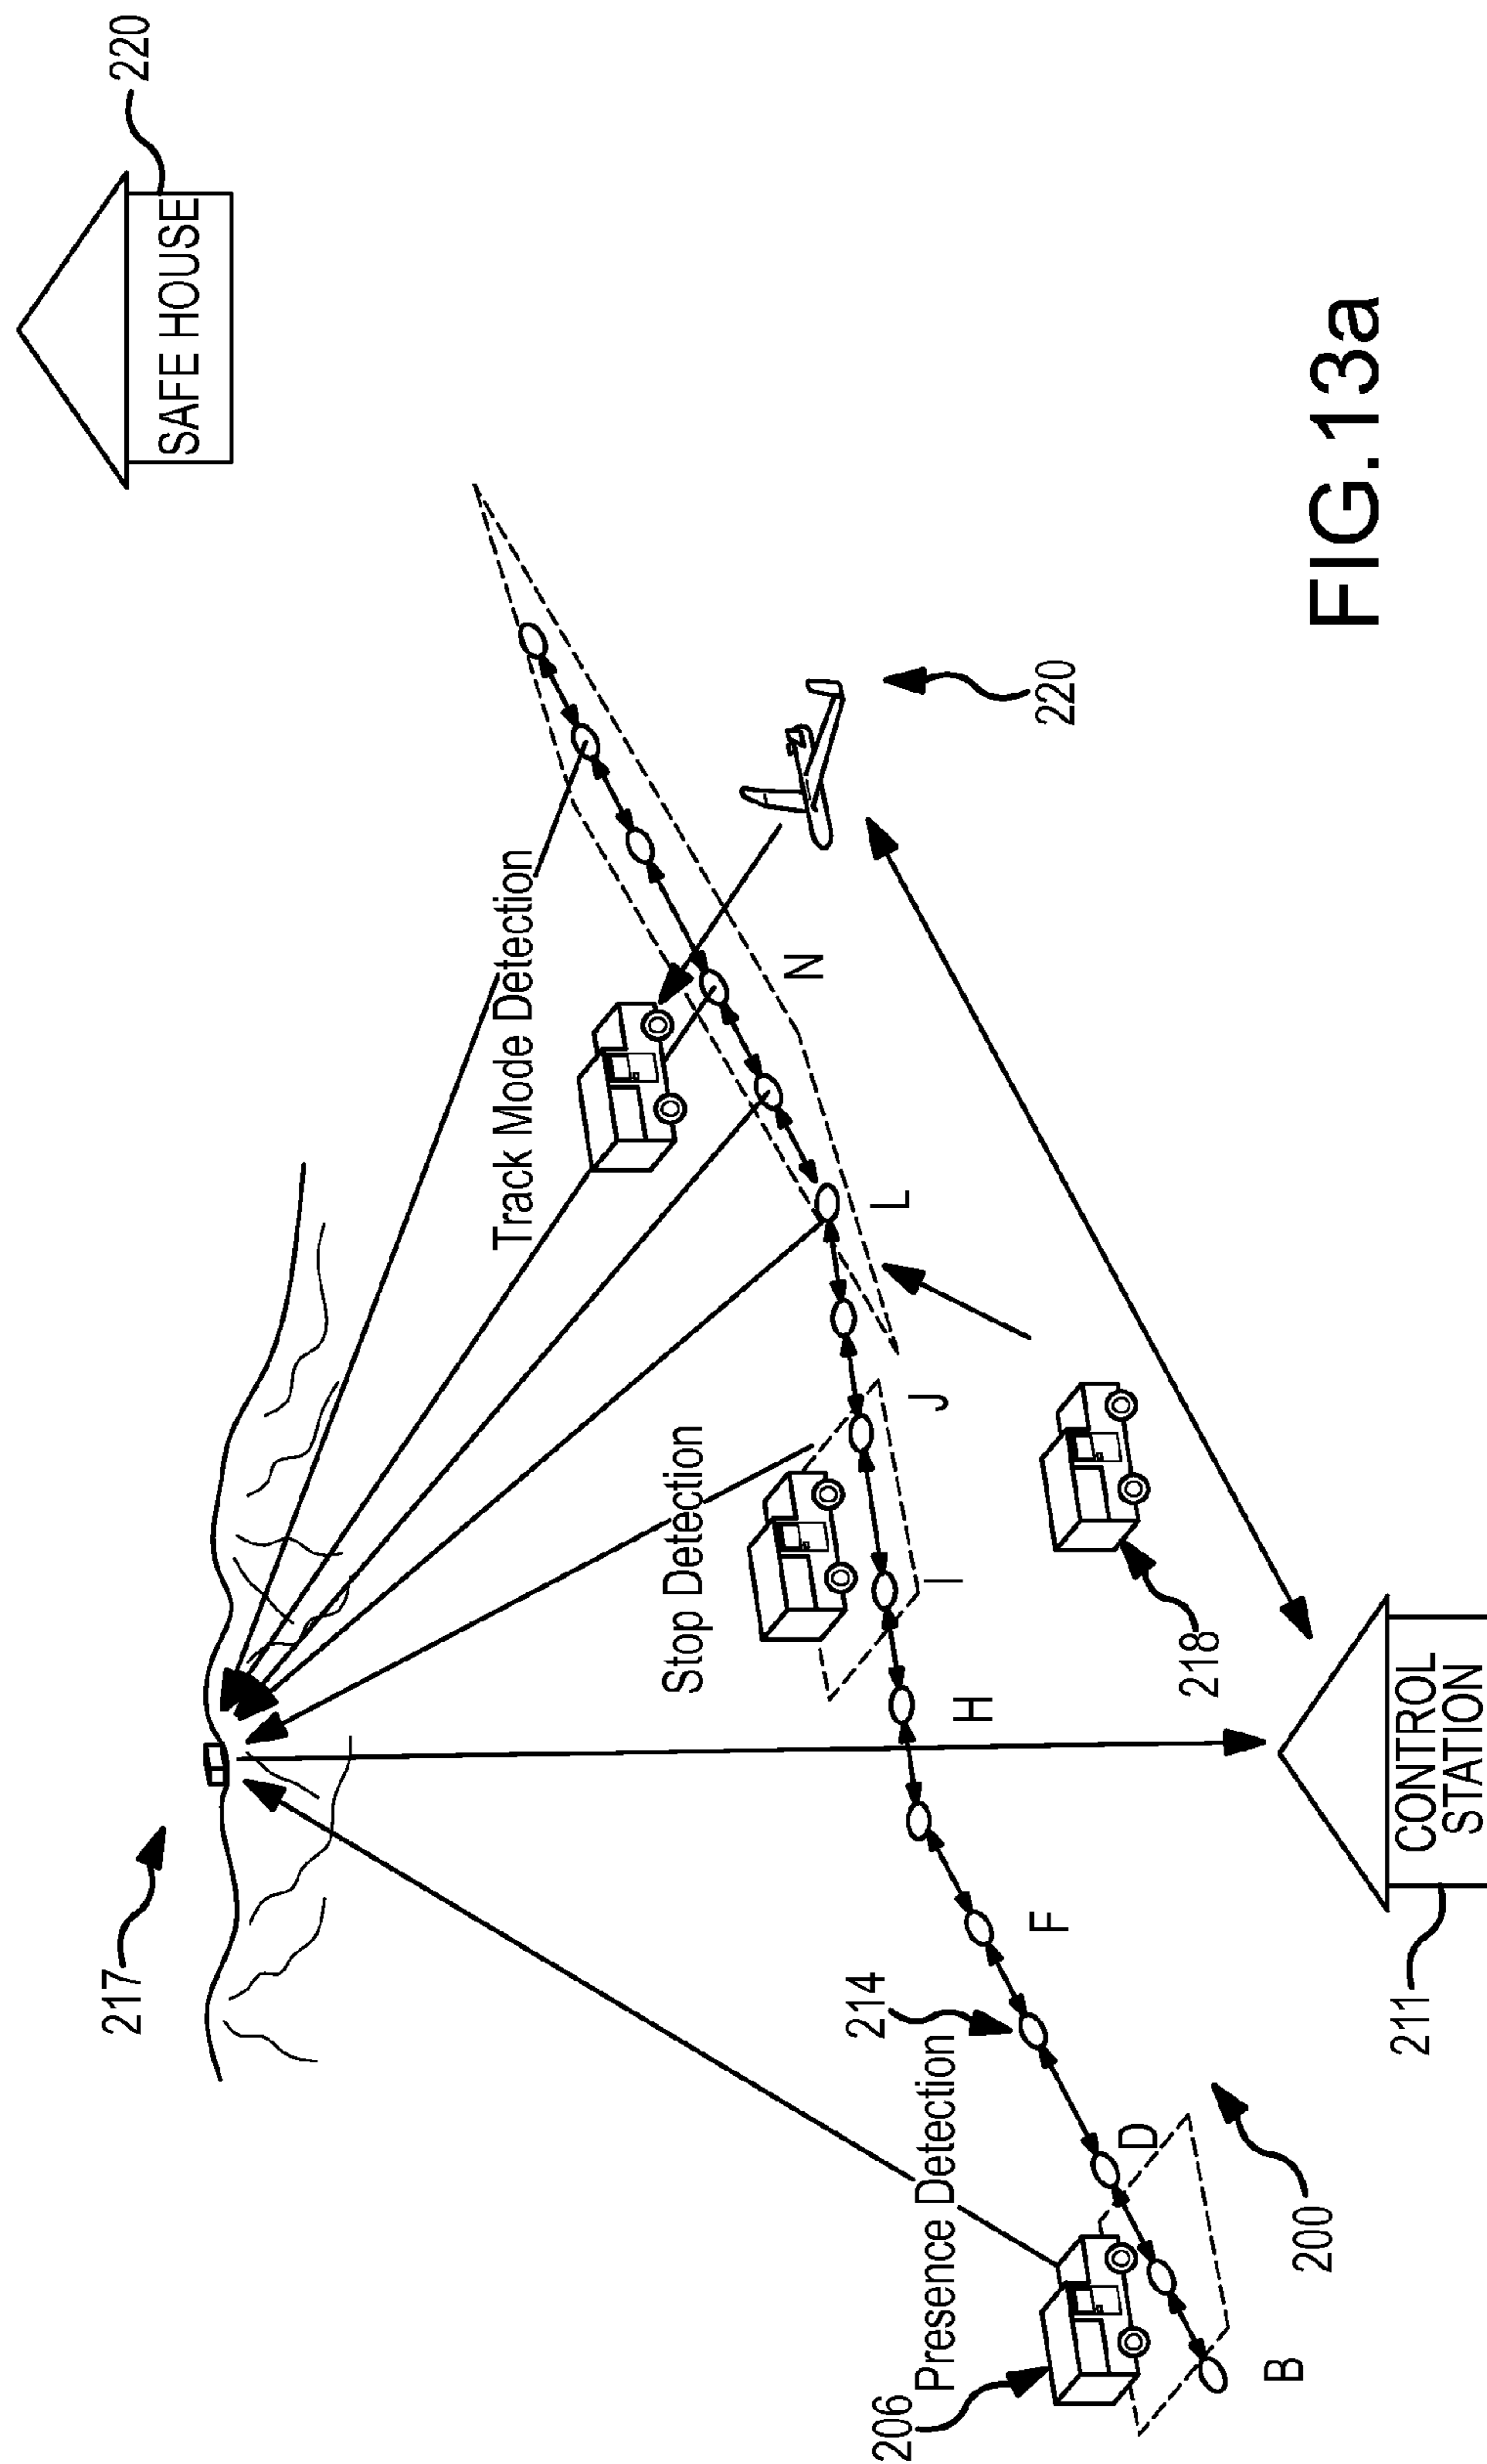 220
SAFE HOUSE
217
Track Mode Detection
N
220
Stop Detection
L
J
I
H
218
Presence Detection
214
F
206
D
B
200
CONTROL
STATION
211
FIG.13a